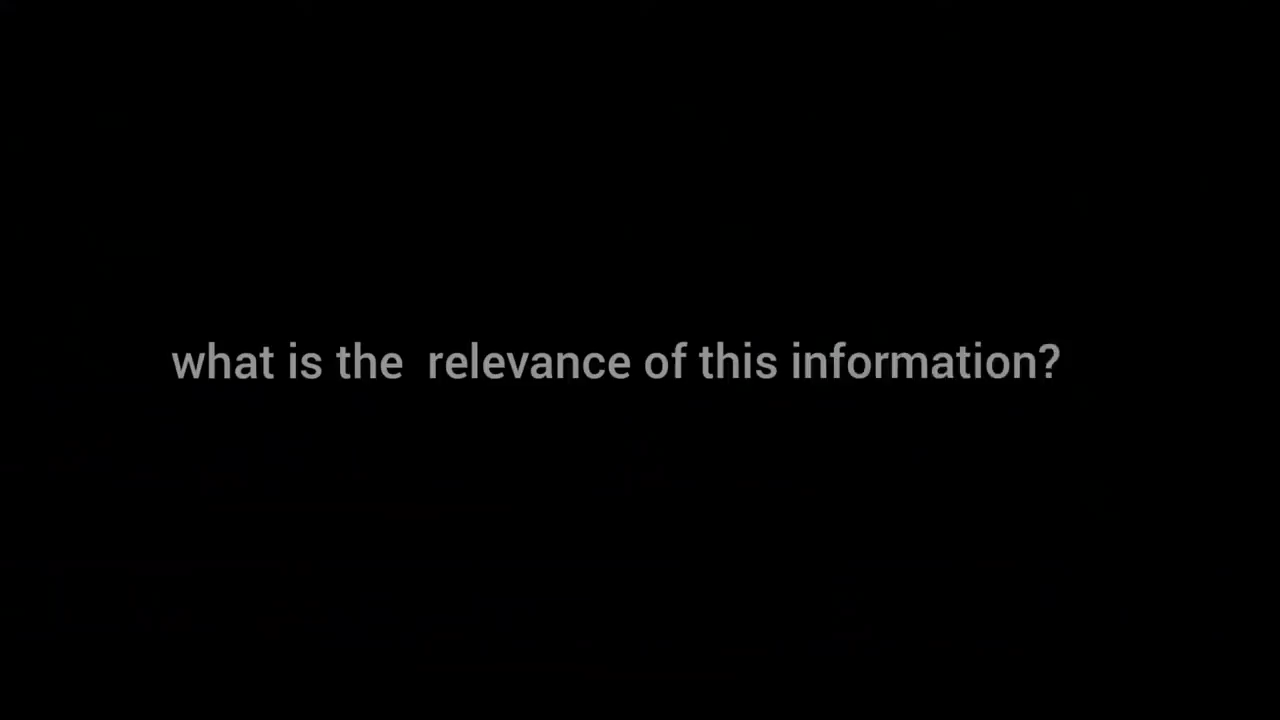 what is the  relevance of this information?